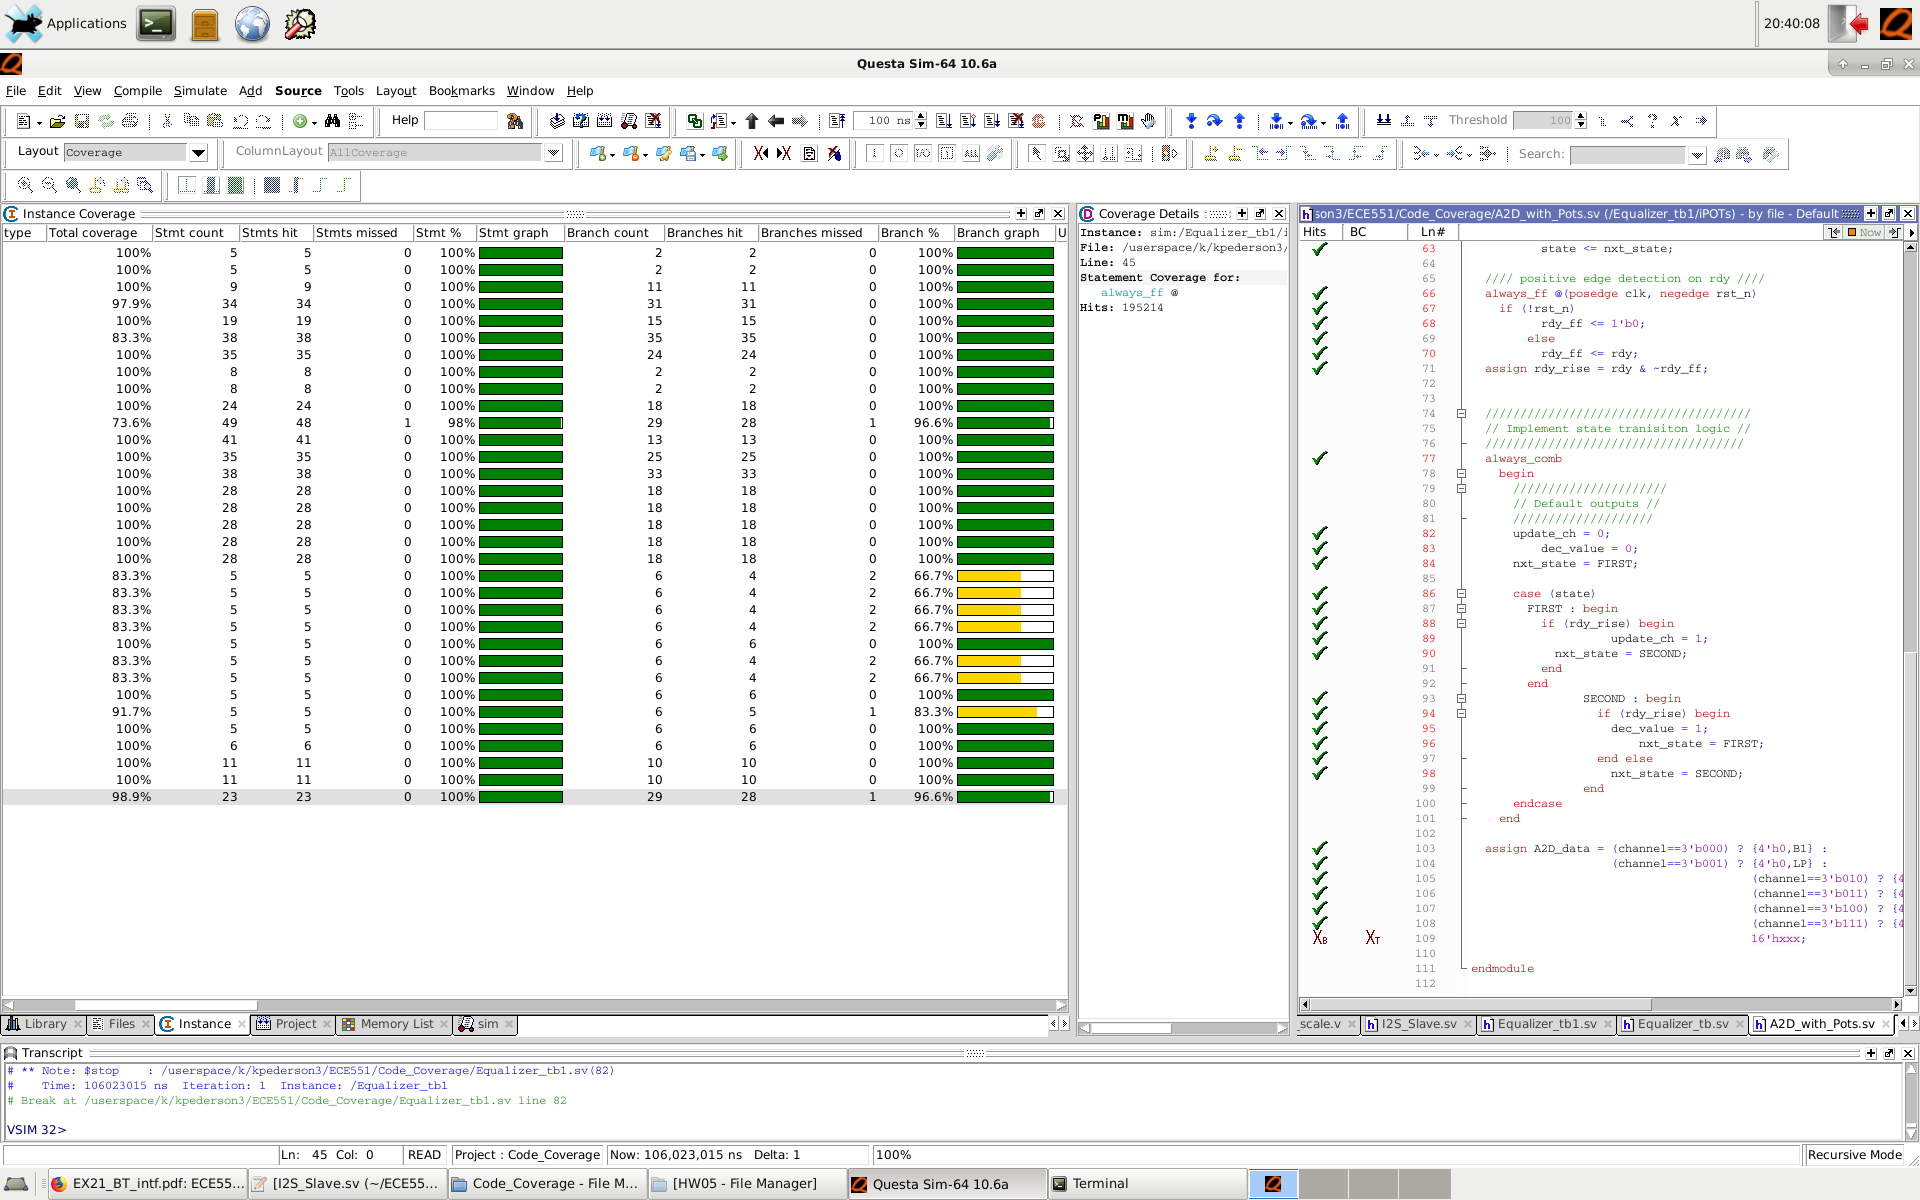 Applications
20:40:08
Questa Sim-64 10.6a
File Edit View Compile Simulate Add Source Tools Layout Bookmarks Window Help
Help 100 ns Threshold 100
Layout Coverage ColumnLayout AllCoverage Search:
Instance Coverage
type Total coverage Stmt count Stmts hit Stmts missed Stmt % Stmt graph Branch count Branches hit Branches missed Branch % Branch graph U
100% 5 5 0 100% 2 2 0 100%
100% 5 5 0 100% 2 2 0 100%
100% 9 9 0 100% 11 11 0 100%
97.9% 34 34 0 100% 31 31 0 100%
100% 19 19 0 100% 15 15 0 100%
83.3% 38 38 0 100% 35 35 0 100%
100% 35 35 0 100% 24 24 0 100%
100% 8 8 0 100% 2 2 0 100%
100% 8 8 0 100% 2 2 0 100%
100% 24 24 0 100% 18 18 0 100%
73.6% 49 48 1 98% 29 28 1 96.6%
100% 41 41 0 100% 13 13 0 100%
100% 35 35 0 100% 25 25 0 100%
100% 38 38 0 100% 33 33 0 100%
100% 28 28 0 100% 18 18 0 100%
100% 28 28 0 100% 18 18 0 100%
100% 28 28 0 100% 18 18 0 100%
100% 28 28 0 100% 18 18 0 100%
100% 28 28 0 100% 18 18 0 100%
83.3% 5 5 0 100% 6 4 2 66.7%
83.3% 5 5 0 100% 6 4 2 66.7%
83.3% 5 5 0 100% 6 4 2 66.7%
83.3% 5 5 0 100% 6 4 2 66.7%
100% 5 5 0 100% 6 6 0 100%
83.3% 5 5 0 100% 6 4 2 66.7%
83.3% 5 5 0 100% 6 4 2 66.7%
100% 5 5 0 100% 6 6 0 100%
91.7% 5 5 0 100% 6 5 1 83.3%
100% 5 5 0 100% 6 6 0 100%
100% 6 6 0 100% 6 6 0 100%
100% 11 11 0 100% 10 10 0 100%
100% 11 11 0 100% 10 10 0 100%
98.9% 23 23 0 100% 29 28 1 96.6%
Library Files Instance Project Memory List sim
Coverage Details
Instance: sim:/Equalizer_tb1/i
File: /userspace/k/kpederson3/
Line: 45
Statement Coverage for:
always_ff @
Hits: 195214
son3/ECE551/Code_Coverage/A2D_with_Pots.sv (/Equalizer_tb1/iPOTs) - by file - Default
Hits BC Ln# Now
63 state <= nxt_state;
64
65 //// positive edge detection on rdy ////
66 always_ff @(posedge clk, negedge rst_n)
67 if (!rst_n)
68 rdy_ff <= 1'b0;
69 else
70 rdy_ff <= rdy;
71 assign rdy_rise = rdy & ~rdy_ff;
72
73
74 //////////////////////////////////////
75 // Implement state transisiton logic //
76 /////////////////////////////////////
77 always_comb
78 begin
79 //////////////////////
80 // Default outputs //
81 ////////////////////
82 update_ch = 0;
83 dec_value = 0;
84 nxt_state = FIRST;
85
86 case (state)
87 FIRST : begin
88 if (rdy_rise) begin
89 update_ch = 1;
90 nxt_state = SECOND;
91 end
92 end
93 SECOND : begin
94 if (rdy_rise) begin
95 dec_value = 1;
96 nxt_state = FIRST;
97 end else
98 nxt_state = SECOND;
99 end
100 endcase
101 end
102
103 assign A2D_data = (channel==3'b000) ? {4'h0,B1} :
104 (channel==3'b001) ? {4'h0,LP} :
105 (channel==3'b010) ? {4
106 (channel==3'b011) ? {4
107 (channel==3'b100) ? {4
108 (channel==3'b111) ? {4
XB XT 109 16'hxxx;
110
111 endmodule
112
scale.v I2S_Slave.sv Equalizer_tb1.sv Equalizer_tb.sv A2D_with_Pots.sv
Transcript
# ** Note: $stop : /userspace/k/kpederson3/ECE551/Code_Coverage/Equalizer_tb1.sv(82)
# Time: 106023015 ns Iteration: 1 Instance: /Equalizer_tb1
# Break at /userspace/k/kpederson3/ECE551/Code_Coverage/Equalizer_tb1.sv line 82
VSIM 32>
Ln: 45 Col: 0 READ Project : Code_Coverage Now: 106,023,015 ns Delta: 1 100% Recursive Mode
EX21_BT_intf.pdf: ECE55... [I2S_Slave.sv (~/ECE55... Code_Coverage - File M... [HW05 - File Manager] Questa Sim-64 10.6a Terminal